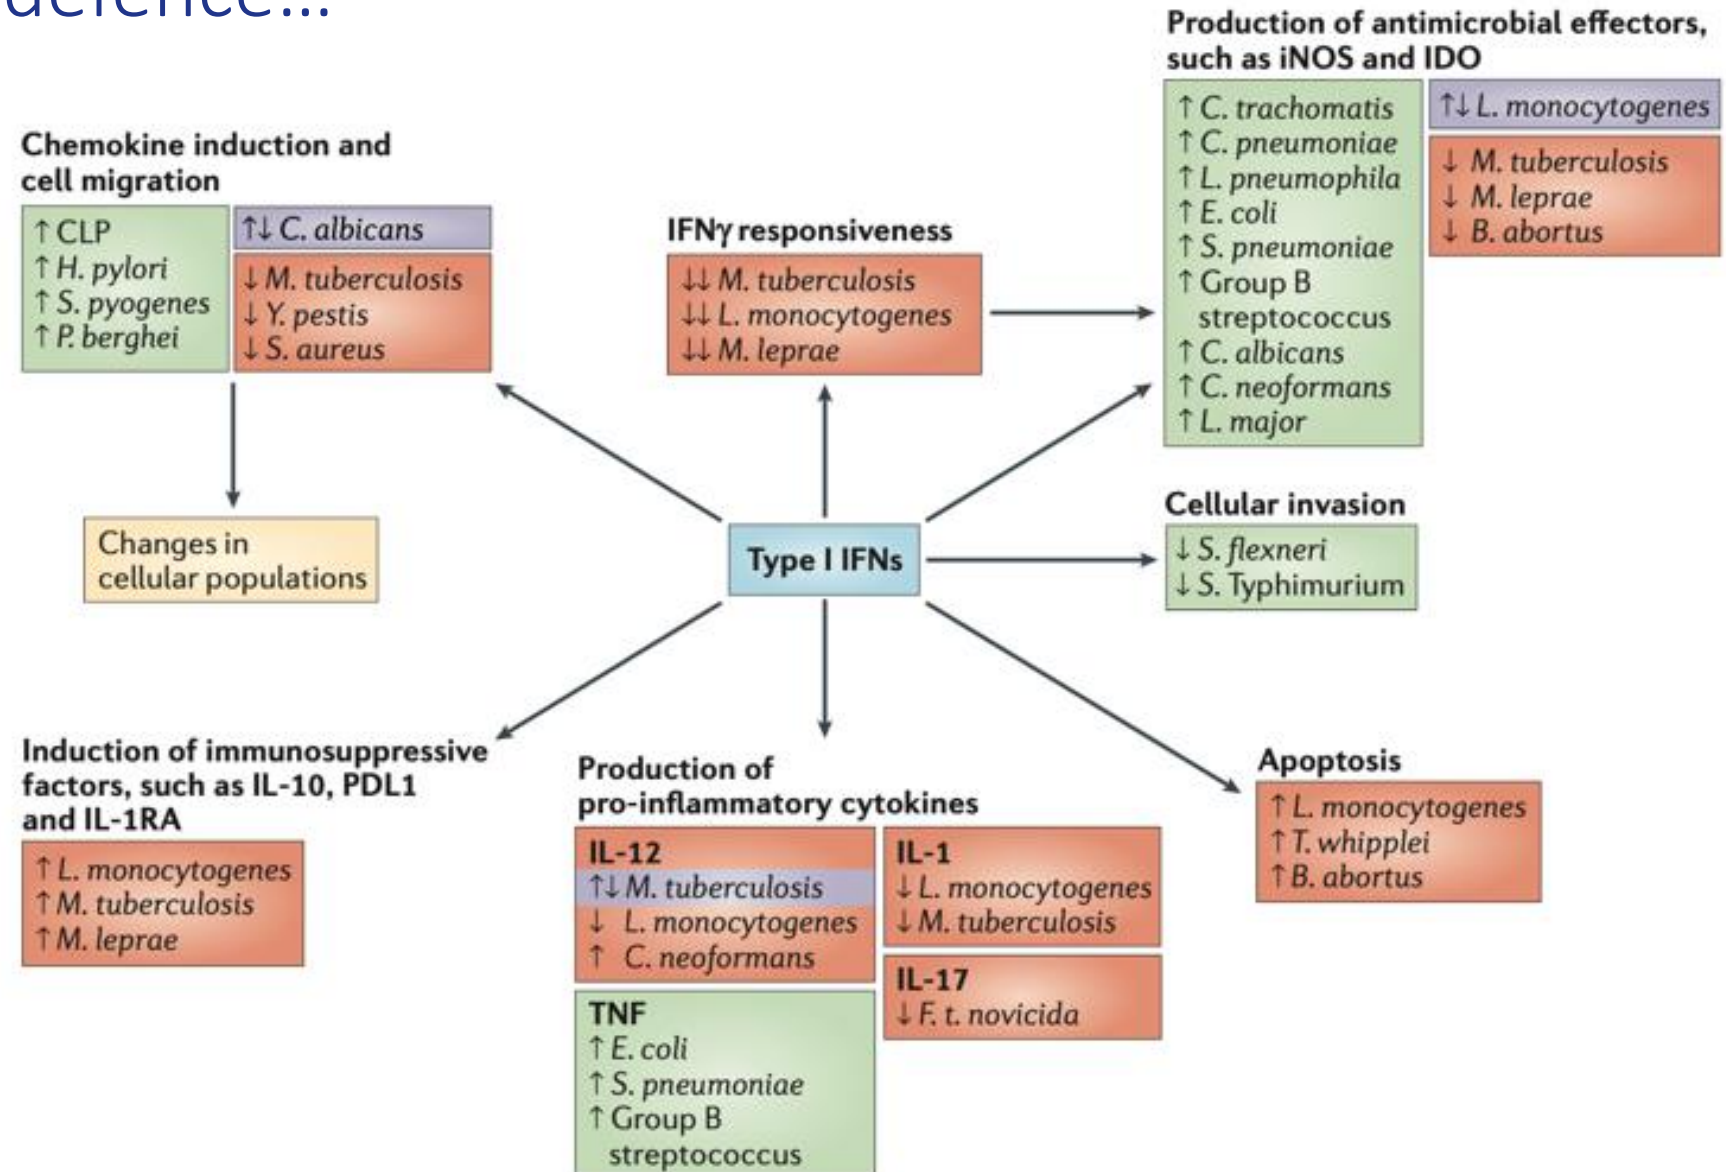 defence...
Production of antimicrobial effectors,
such as iNOS and IDO
↑ C. trachomatis
↑ C. pneumoniae
↑ L. pneumophila
↑ E. coli
↑ S. pneumoniae
↑ Group B
streptococcus
↑ C. albicans
↑ C. neoformans
↑ L. major
↑↓ L. monocytogenes
↓ M. tuberculosis
↓ M. leprae
↓ B. abortus
Chemokine induction and
cell migration
↑ CLP
↑ H. pylori
↑ S. pyogenes
↑ P. berghei
↑↓ C. albicans
↓ M. tuberculosis
↓ Y. pestis
↓ S. aureus
IFNγ responsiveness
↓↓ M. tuberculosis
↓↓ L. monocytogenes
↓↓ M. leprae
Changes in
cellular populations
Type I IFNs
Cellular invasion
↓ S. flexneri
↓ S. Typhimurium
Induction of immunosuppressive
factors, such as IL-10, PDL1
and IL-1RA
↑ L. monocytogenes
↑ M. tuberculosis
↑ M. leprae
Production of
pro-inflammatory cytokines
IL-12
↑↓ M. tuberculosis
↓ L. monocytogenes
↑ C. neoformans
TNF
↑ E. coli
↑ S. pneumoniae
↑ Group B
streptococcus
IL-1
↓ L. monocytogenes
↓ M. tuberculosis
IL-17
↓ F. t. novicida
Apoptosis
↑ L. monocytogenes
↑ T. whipplei
↑ B. abortus